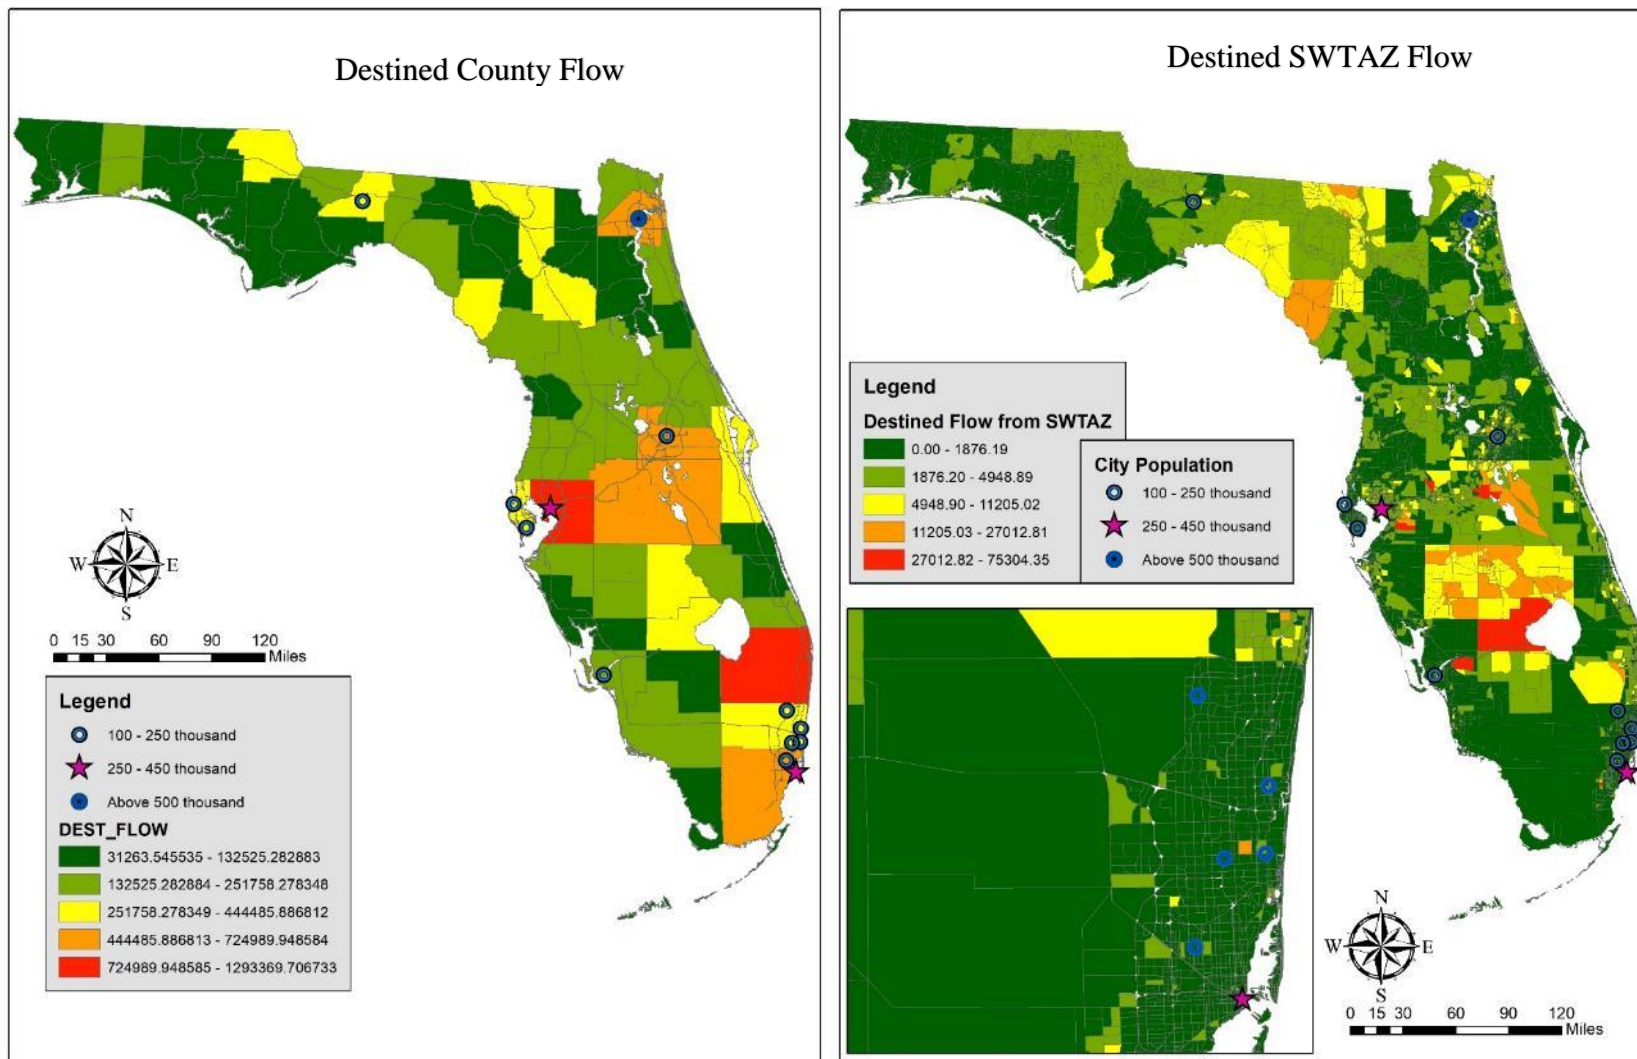 Destined County Flow
N
W E
S
0 15 30 60 90 120
Miles
Legend
100 - 250 thousand
250 - 450 thousand
Above 500 thousand
DEST_FLOW
31263.545535 - 132525.282883
132525.282884 - 251758.278348
251758.278349 - 444485.886812
444485.886813 - 724989.948584
724989.948585 - 1293369.706733
Destined SWTAZ Flow
Legend
Destined Flow from SWTAZ
0.00 - 1876.19
1876.20 - 4948.89
4948.90 - 11205.02
11205.03 - 27012.81
27012.82 - 75304.35
City Population
100 - 250 thousand
250 - 450 thousand
Above 500 thousand
N
W E
S
0 15 30 60 90 120
Miles